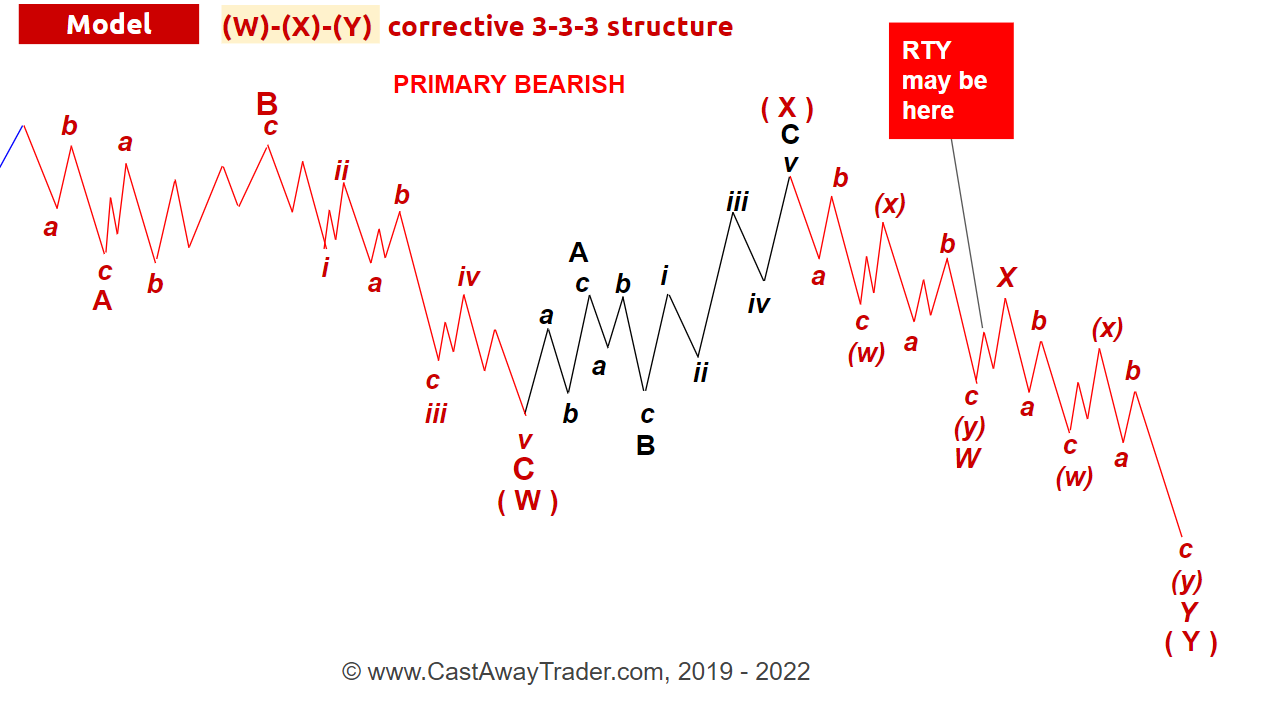 Model
(W)-(X)-(Y) corrective 3-3-3 structure
PRIMARY BEARISH
RTY
may be
here
B
c
b
a
a
c
A
b
ii
i
b
a
iv
c
iii
v
C
( W )
a
A
c
b
b
a
c
B
i
ii
iii
iv
( X )
C
v
a
b
c
(w)
(x)
a
b
c
(y)
W
X
a
b
c
(w)
(x)
a
b
c
(y)
Y
( Y )
© www.CastAwayTrader.com, 2019 - 2022